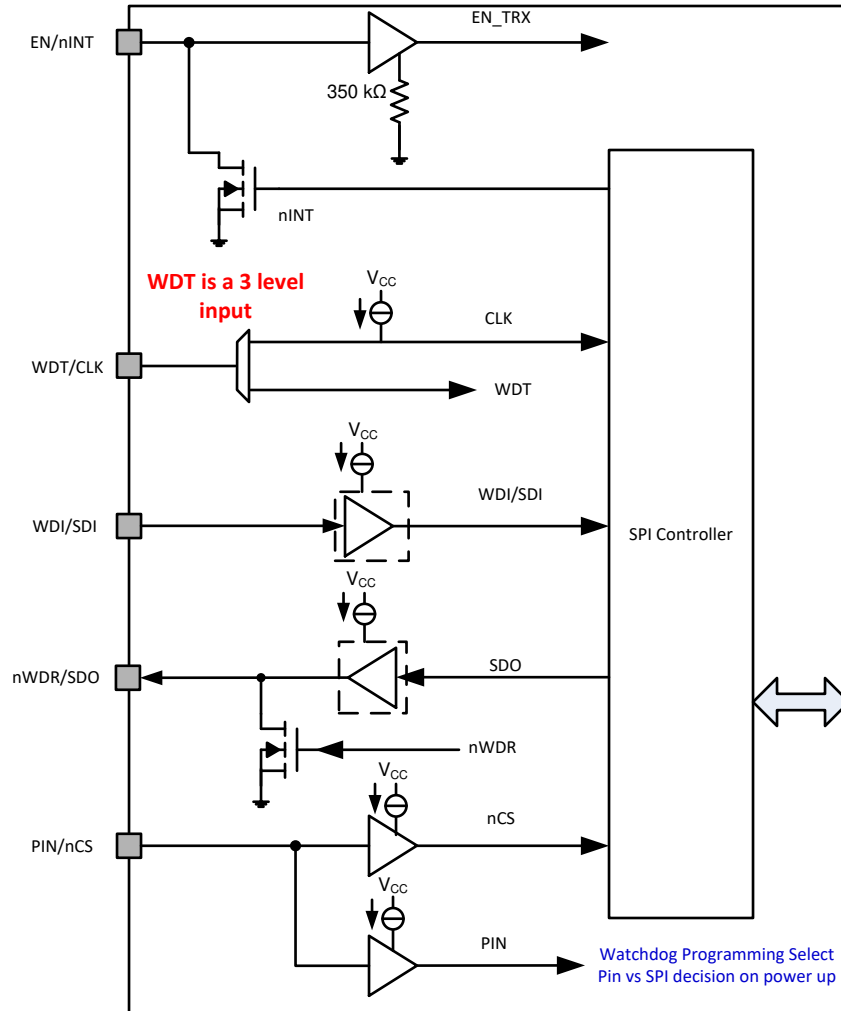 EN_TRX
EN/nINT
350 kΩ
nINT
WDT is a 3 level
input
VCC
CLK
WDT/CLK
WDT
VCC
WDI/SDI
WDI/SDI
SPI Controller
VCC
SDO
nWDR/SDO
nWDR
VCC
nCS
PIN/nCS
VCC
PIN
Watchdog Programming Select
Pin vs SPI decision on power up